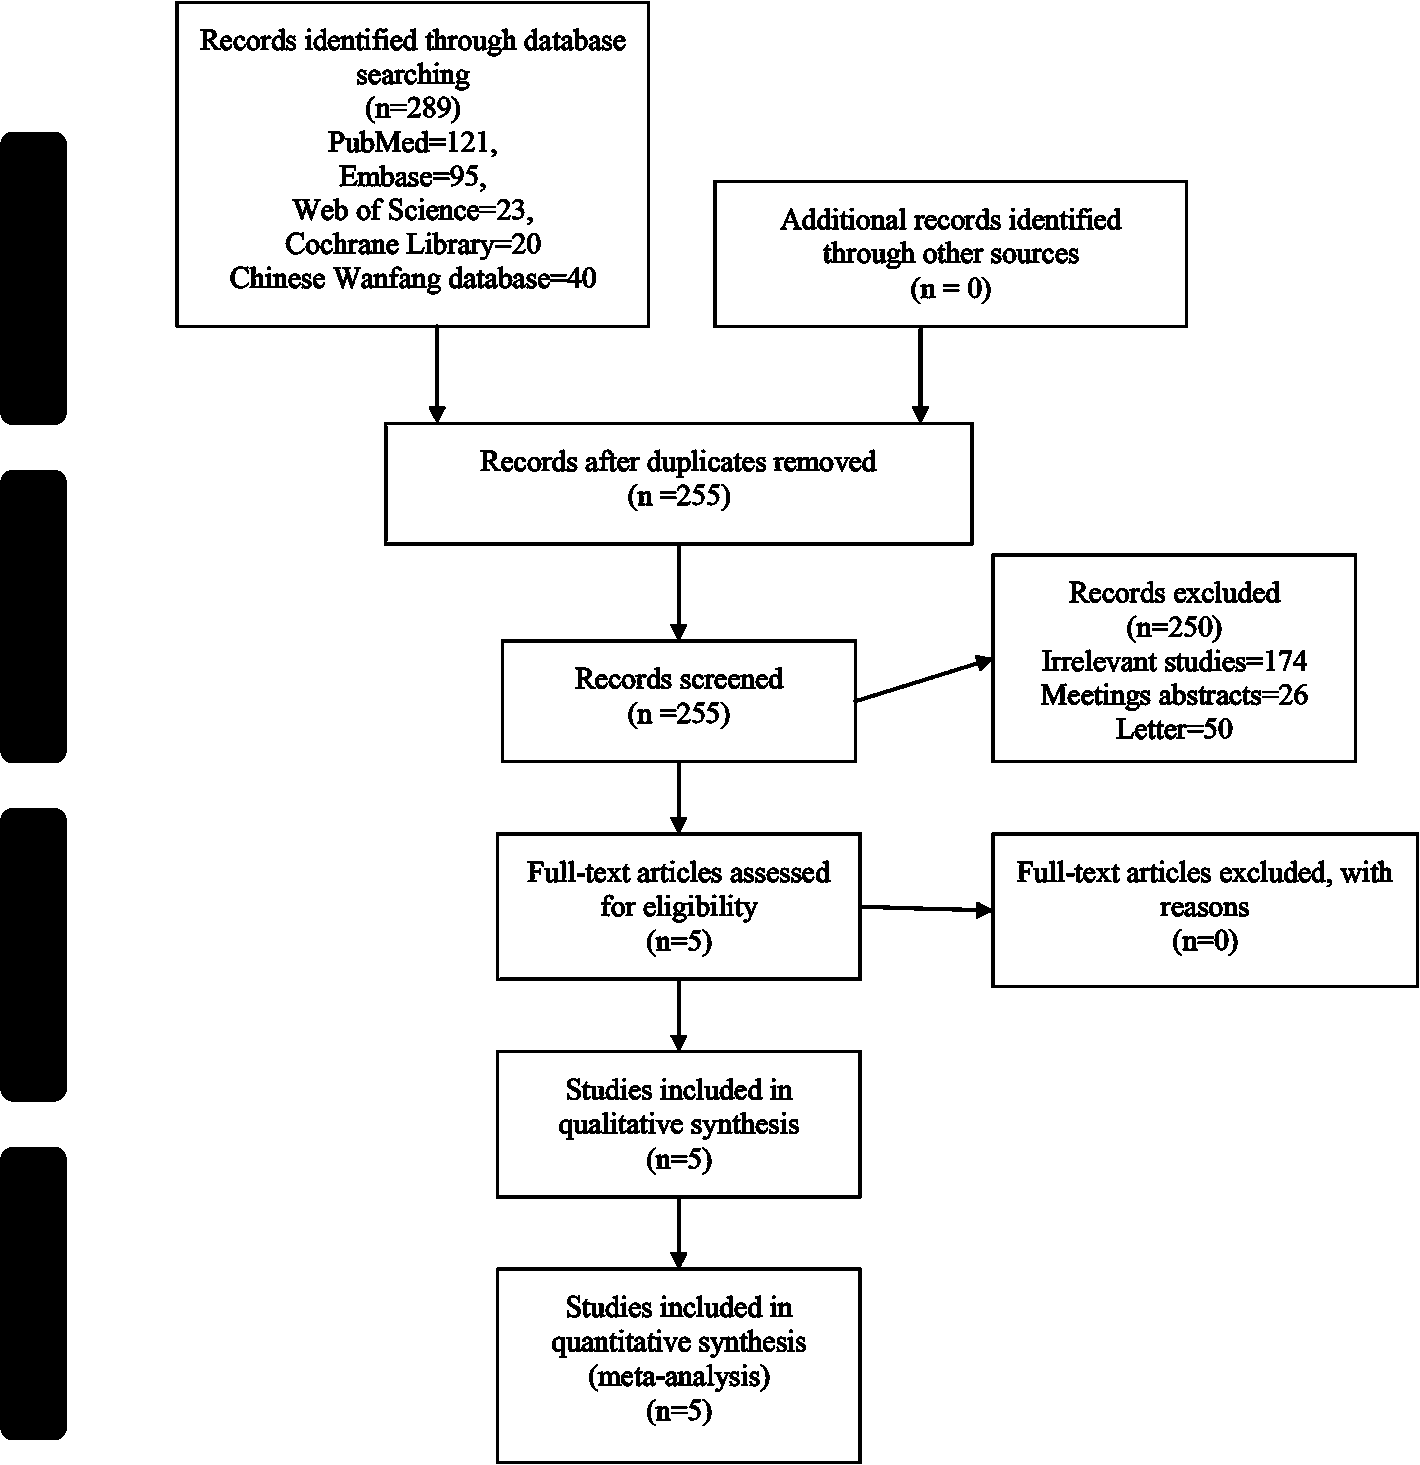 Records identified through database
searching
(n=289)
PubMed=121,
Embase=95,
Web of Science=23,
Cochrane Library=20
Chinese Wanfang database=40
Additional records identified
through other sources
(n = 0)
Records after duplicates removed
(n =255)
Records screened
(n =255)
Records excluded
(n=250)
Irrelevant studies=174
Meetings abstracts=26
Letter=50
Full-text articles assessed
for eligibility
(n=5)
Full-text articles excluded, with
reasons
(n=0)
Studies included in
qualitative synthesis
(n=5)
Studies included in
quantitative synthesis
(meta-analysis)
(n=5)